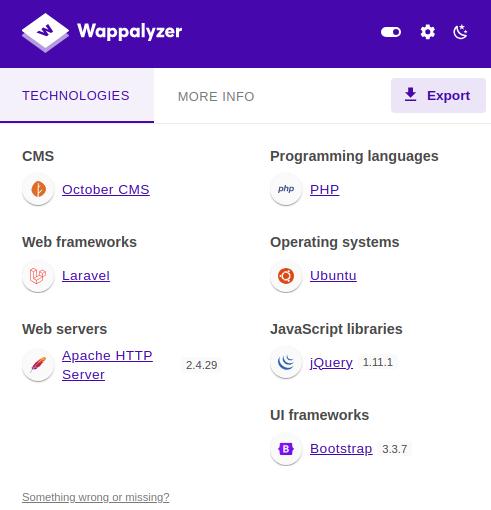 Wappalyzer
TECHNOLOGIES
MORE INFO
Export
CMS
October CMS
Programming languages
php
PHP
Web frameworks
Laravel
Operating systems
Ubuntu
Web servers
Apache HTTP
Server
2.4.29
JavaScript libraries
jQuery
1.11.1
UI frameworks
B
Bootstrap
3.3.7
Something wrong or missing?